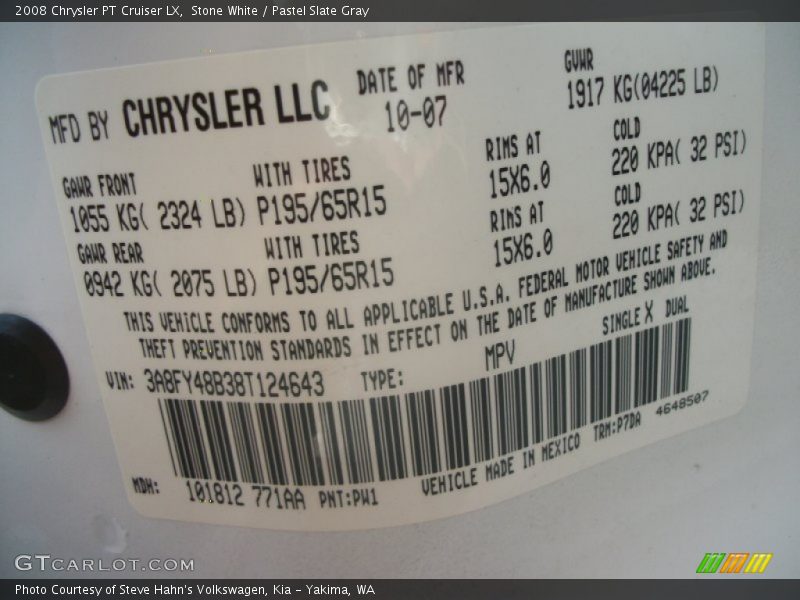 2008 Chrysler PT Cruiser LX,  Stone White / Pastel Slate Gray
MFD BY CHRYSLER LLC DATE OF MFR GVWR
10-07 1917 KG(04225 LB)
GAWR FRONT WITH TIRES RIMS AT COLD
1055 KG( 2324 LB) P195/65R15 15X6.0 220 KPA( 32 PSI)
GAWR REAR WITH TIRES RIMS AT COLD
0942 KG( 2075 LB) P195/65R15 15X6.0 220 KPA( 32 PSI)
THIS VEHICLE CONFORMS TO ALL APPLICABLE U.S.A. FEDERAL MOTOR VEHICLE SAFETY AND
THEFT PREVENTION STANDARDS IN EFFECT ON THE DATE OF MANUFACTURE SHOWN ABOVE.
VIN: 3A8FY48B38T124643 TYPE: MPV SINGLE X DUAL
MDH: 101812 771AA PNT:PW1 VEHICLE MADE IN MEXICO TRM:P7DA 4648507
GTCARLOT.COM
Photo Courtesy of Steve Hahn's Volkswagen, Kia - Yakima, WA